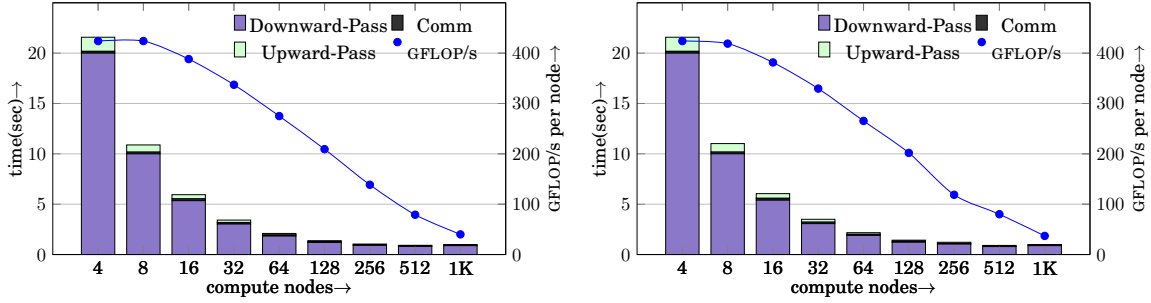 Downward-Pass Comm
Upward-Pass GFLOP/s
time(sec)→
20
15
10
5
0
400
300
200
100
0
GFLOP/s per node→
4 8 16 32 64 128 256 512 1K
compute nodes→
Downward-Pass Comm
Upward-Pass GFLOP/s
time(sec)→
20
15
10
5
0
400
300
200
100
0
GFLOP/s per node→
4 8 16 32 64 128 256 512 1K
compute nodes→